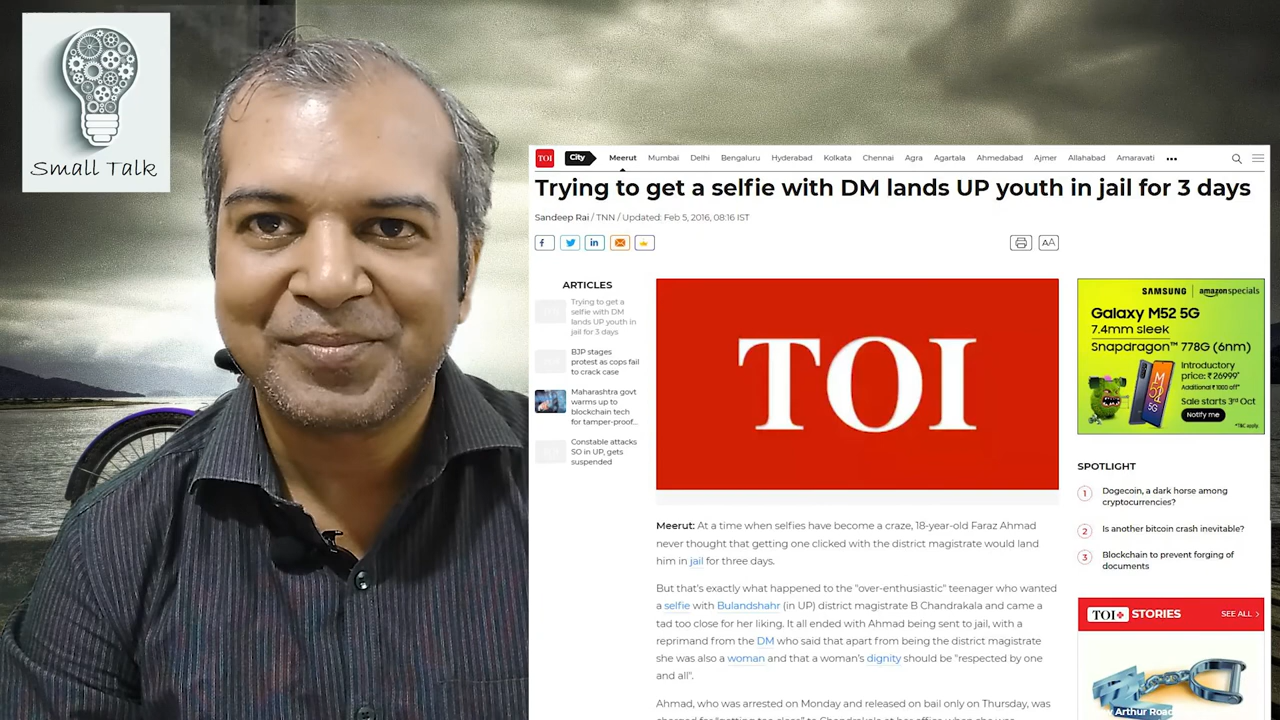 Small Talk
TOI
City
Meerut Mumbai Delhi Bengaluru Hyderabad Kolkata Chennai Agra Agartala Ahmedabad Ajmer Allahabad Amaravati •••
Trying to get a selfie with DM lands UP youth in jail for 3 days
Sandeep Rai / TNN / Updated: Feb 5, 2016, 08:16 IST
f
in
AA
ARTICLES
Trying to get a
selfie with DM
lands UP youth in
jail for 3 days
BJP stages
protest as cops fail
to crack case
Maharashtra govt
warms up to
blockchain tech
for tamper-proof...
Constable attacks
SO in UP, gets
suspended
TOI
Meerut: At a time when selfies have become a craze, 18-year-old Faraz Ahmad
never thought that getting one clicked with the district magistrate would land
him in jail for three days.
But that's exactly what happened to the "over-enthusiastic" teenager who wanted
a selfie with Bulandshahr (in UP) district magistrate B Chandrakala and came a
tad too close for her liking. It all ended with Ahmad being sent to jail, with a
reprimand from the DM who said that apart from being the district magistrate
she was also a woman and that a woman's dignity should be "respected by one
and all".
Ahmad, who was arrested on Monday and released on bail only on Thursday, was
SAMSUNG | amazonspecials
Galaxy M52 5G
7.4mm sleek
Snapdragon™ 778G (6nm)
Introductory
price: ₹26999*
Additional ₹1000 off*
Sale starts 3rd Oct
Notify me
M52
5G
*T&C apply.
SPOTLIGHT
1 Dogecoin, a dark horse among
cryptocurrencies?
2 Is another bitcoin crash inevitable?
3 Blockchain to prevent forging of
documents
TOI+ STORIES SEE ALL >
Arthur Road